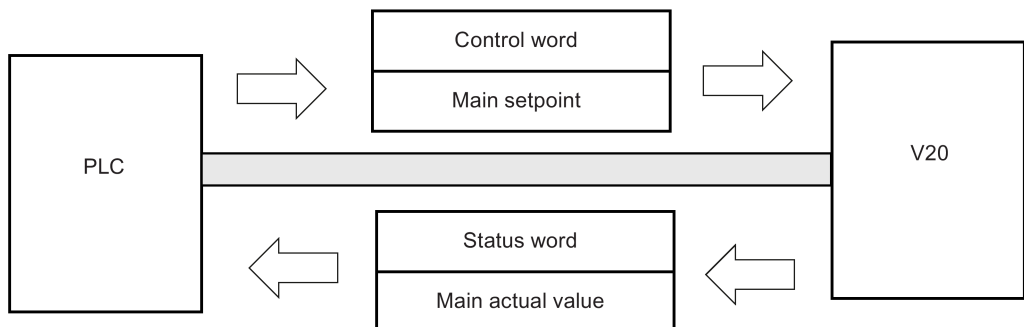 Control word
Main setpoint
PLC
V20
Status word
Main actual value